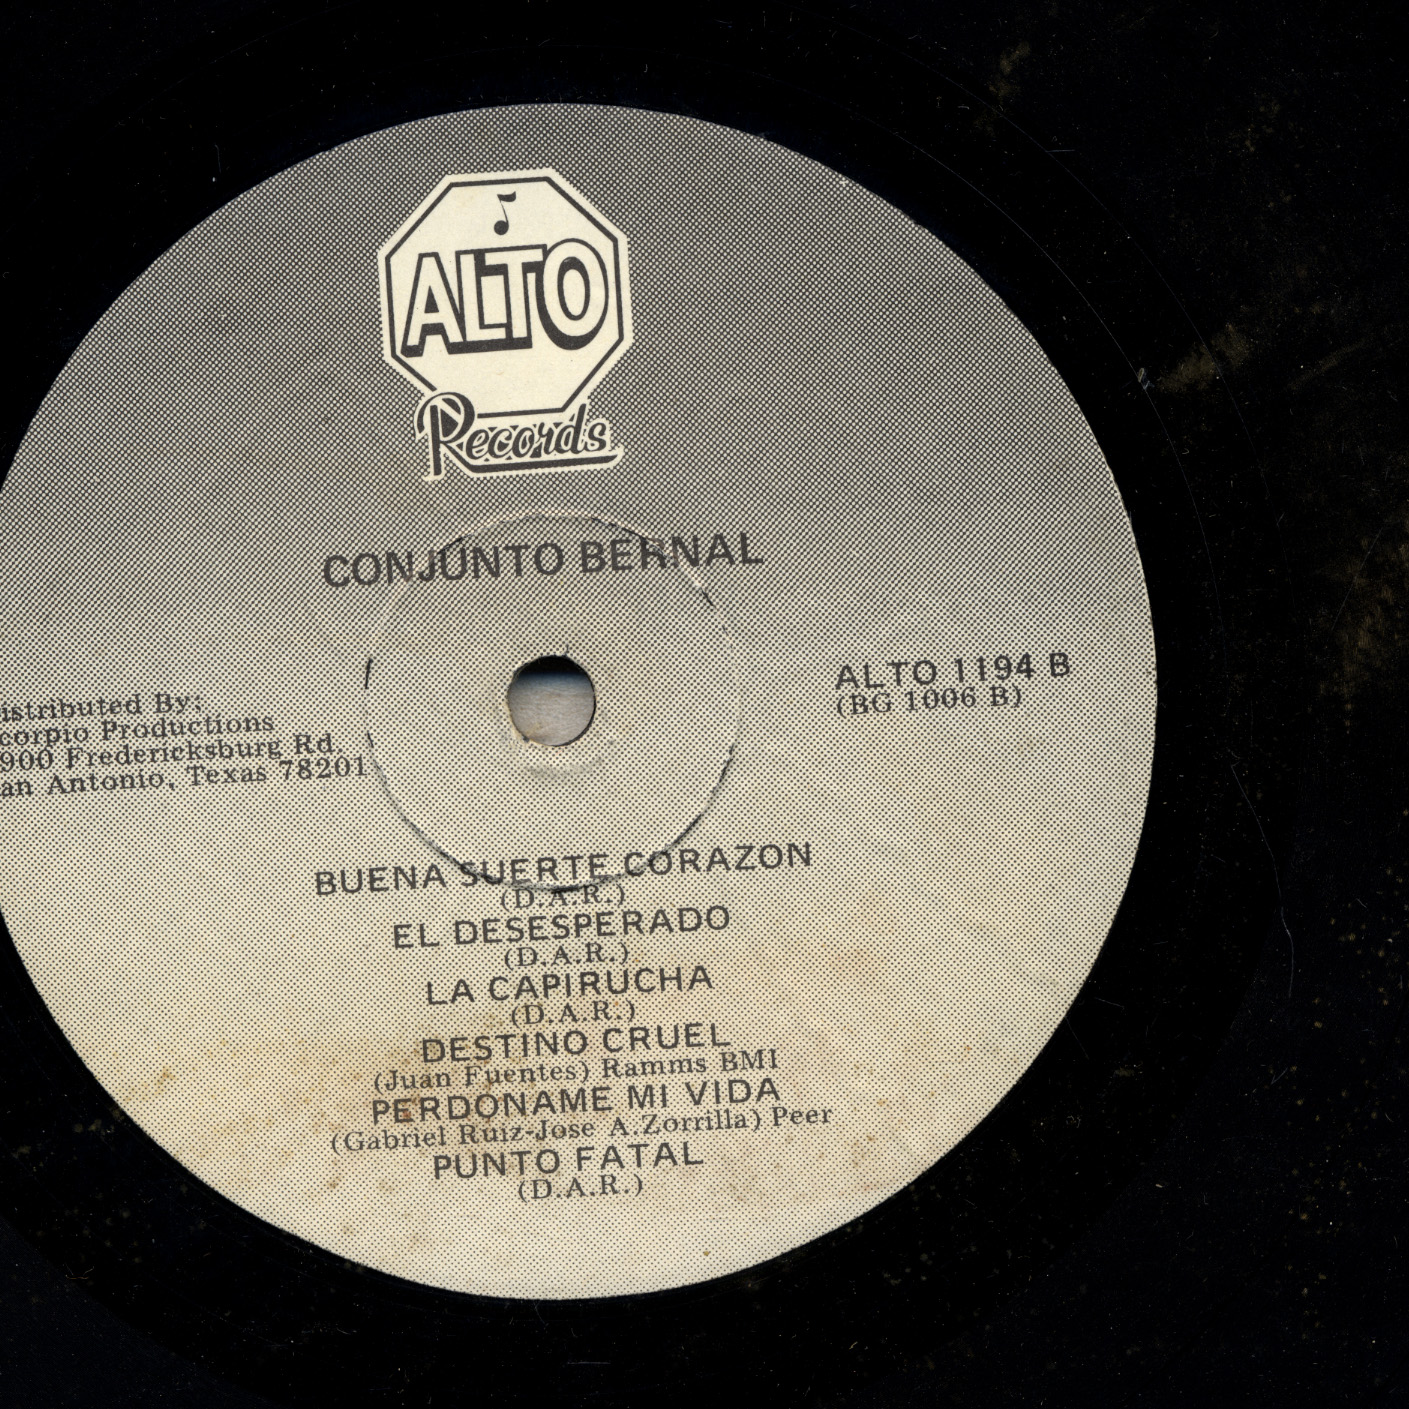 ALTO
Records
CONJUNTO BERNAL
ALTO 1194 B
(BG 1006 B)
istributed By:
corpio Productions
900 Fredericksburg Rd.
an Antonio, Texas 78201
BUENA SUERTE CORAZON
(D.A.R.)
EL DESESPERADO
(D.A.R.)
LA CAPIRUCHA
(D.A.R.)
DESTINO CRUEL
(Juan Fuentes) Ramms BMI
PERDONAME MI VIDA
(Gabriel Ruiz-Jose A.Zorrilla) Peer
PUNTO FATAL
(D.A.R.)